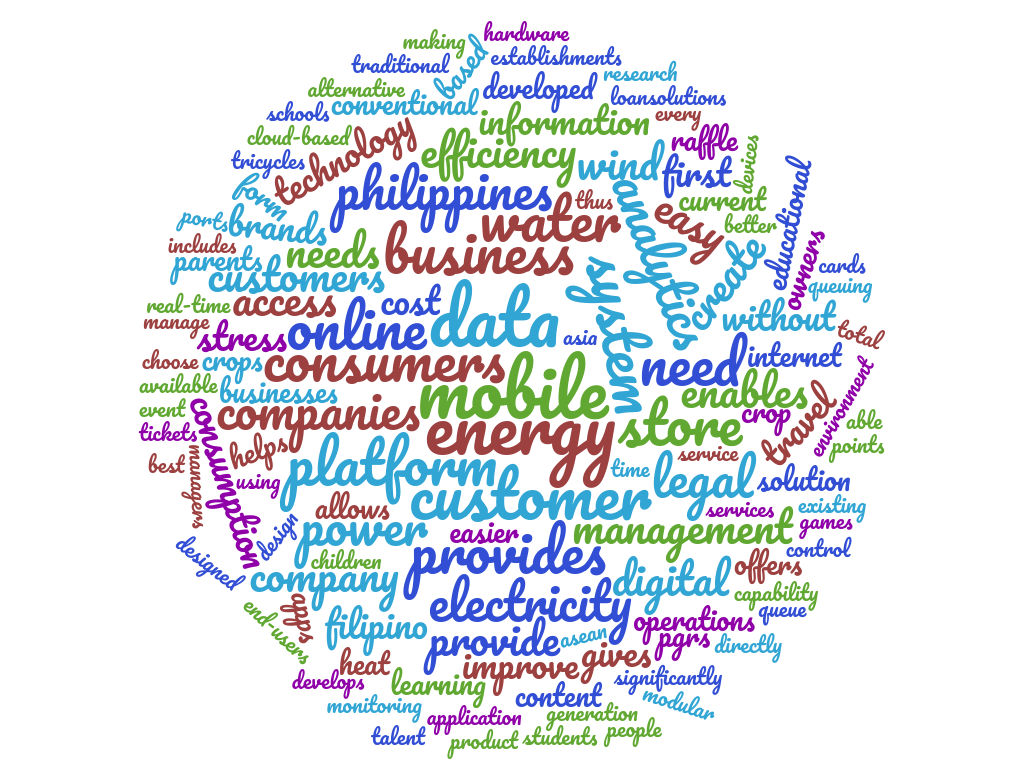 hardware
making
based
establishments
traditional
research
alternative
developed
loansolutions
schools
conventional
information
every
cloud-based
technology
efficiency
raffle
tricycles
wind
first
devices
form
philippines
thus
analytics
easy
current
educational
ports
brands
water
better
includes
needs
business
create
owners
parents
customers
system
cards
queuing
real-time
access
cost
data
without
manage
stress
online
asia
total
internet
choose
crops
consumers
need
available
businesses
mobile
enables
environment
event
companies
crop
travel
able
tickets
consumption
energy
store
points
helps
best
managers
platform
time
service
using
legal
solution
customer
allows
services
existing
power
easier
management
games
design
designed
children
provides
control
company
digital
offers
capability
end-users
apps
electricity
queue
filipino
operations
provide
asean
pgrs
directly
heat
improve
gives
develops
learning
significantly
content
modular
monitoring
application
generation
talent
product
students
people